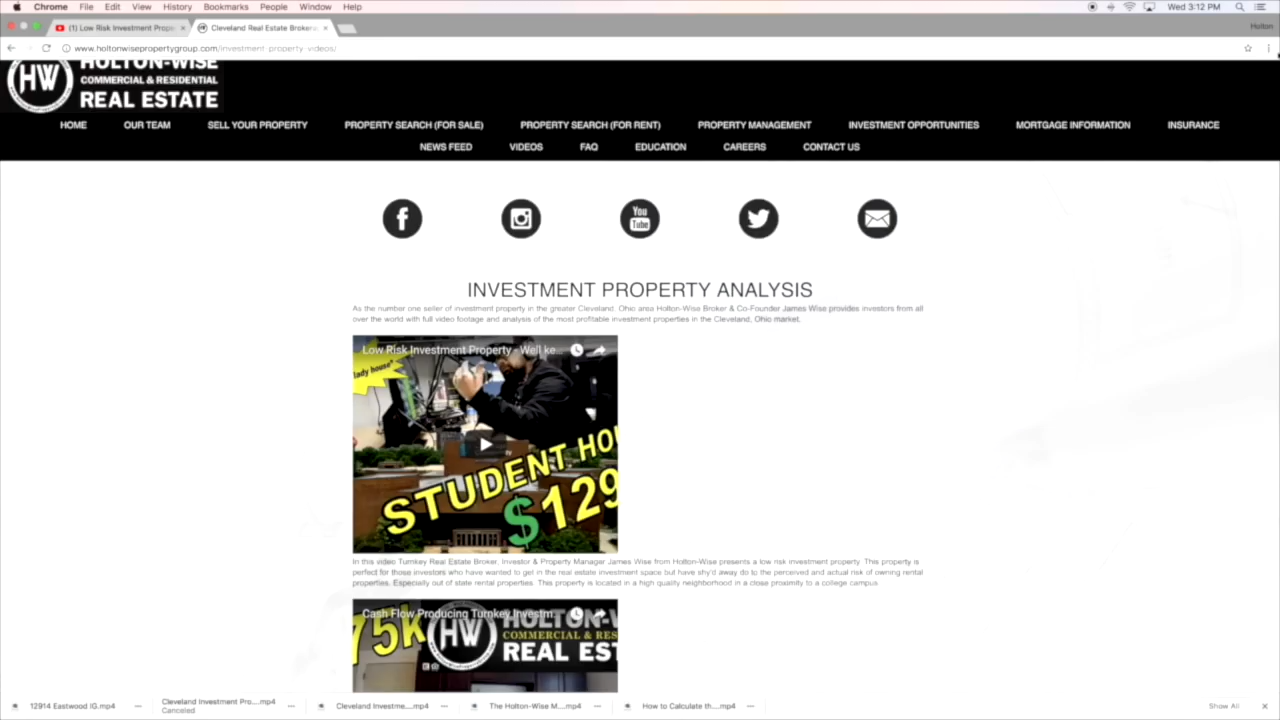 Chrome File Edit View History Bookmarks People Window Help Wed 3:12 PM
(1) Low Risk Investment Prope Cleveland Real Estate Brokera Holton
www.holtonwisepropertygroup.com/investment-property-videos/
HW HOLTON-WISE
COMMERCIAL & RESIDENTIAL
REAL ESTATE
HOME OUR TEAM SELL YOUR PROPERTY PROPERTY SEARCH (FOR SALE) PROPERTY SEARCH (FOR RENT) PROPERTY MANAGEMENT INVESTMENT OPPORTUNITIES MORTGAGE INFORMATION INSURANCE
NEWS FEED VIDEOS FAQ EDUCATION CAREERS CONTACT US
You
Tube
INVESTMENT PROPERTY ANALYSIS
As the number one seller of investment property in the greater Cleveland, Ohio area Holton-Wise Broker & Co-Founder James Wise provides investors from all
over the world with full video footage and analysis of the most profitable investment properties in the Cleveland, Ohio market.
Low Risk Investment Property - Well ke...
lady house"
STUDENT HOU
$129
In this video Turnkey Real Estate Broker, Investor & Property Manager James Wise from Holton-Wise presents a low risk investment property. This property is
perfect for those investors who have wanted to get in the real estate investment space but have shy'd away do to the perceived and actual risk of owning rental
properties. Especially out of state rental properties. This property is located in a high quality neighborhood in a close proximity to a college campus
Cash Flow Producing Turnkey Investm...
75k HW HOLTON-W
COMMERCIAL & RES
REAL EST
12914 Eastwood IG.mp4 Cleveland Investment Pro....mp4 Cleveland Investme....mp4 The Holton-Wise M....mp4 How to Calculate th....mp4 Show All
Canceled